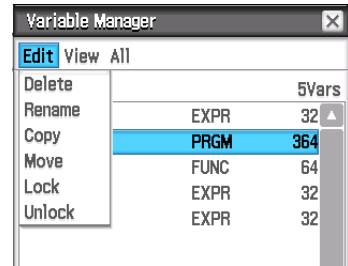 Variable Manager
Edit View All
Delete 5Vars
Rename EXPR 32
Copy PRGM 364
Move FUNC 64
Lock EXPR 32
Unlock EXPR 32